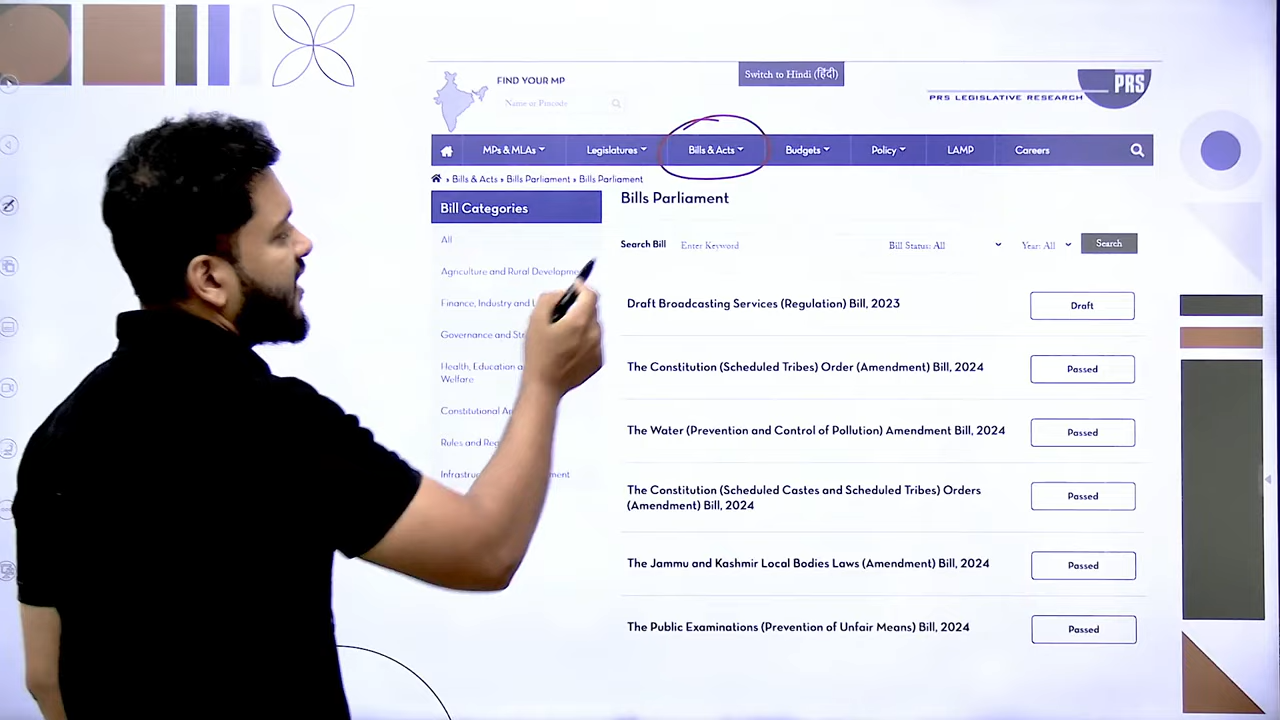 FIND YOUR MP
Name or Pincode
Switch to Hindi (हिंदी)
PRS LEGISLATIVE RESEARCH
PRS
MPs & MLAs
Legislatures
Bills & Acts
Budgets
Policy
LAMP
Careers
» Bills & Acts » Bills Parliament » Bills Parliament
Bill Categories
All
Agriculture and Rural
Finance, Industry and
Governance and
Health, Education
Welfare
Constitutional
Rules and
Bills Parliament
Search Bill
Enter Keyword
Bill Status: All
Year: All
Search
Draft Broadcasting Services (Regulation) Bill, 2023
Draft
The Constitution (Scheduled Tribes) Order (Amendment) Bill, 2024
Passed
The Water (Prevention and Control of Pollution) Amendment Bill, 2024
Passed
The Constitution (Scheduled Castes and Scheduled Tribes) Orders
(Amendment) Bill, 2024
Passed
The Jammu and Kashmir Local Bodies Laws (Amendment) Bill, 2024
Passed
The Public Examinations (Prevention of Unfair Means) Bill, 2024
Passed